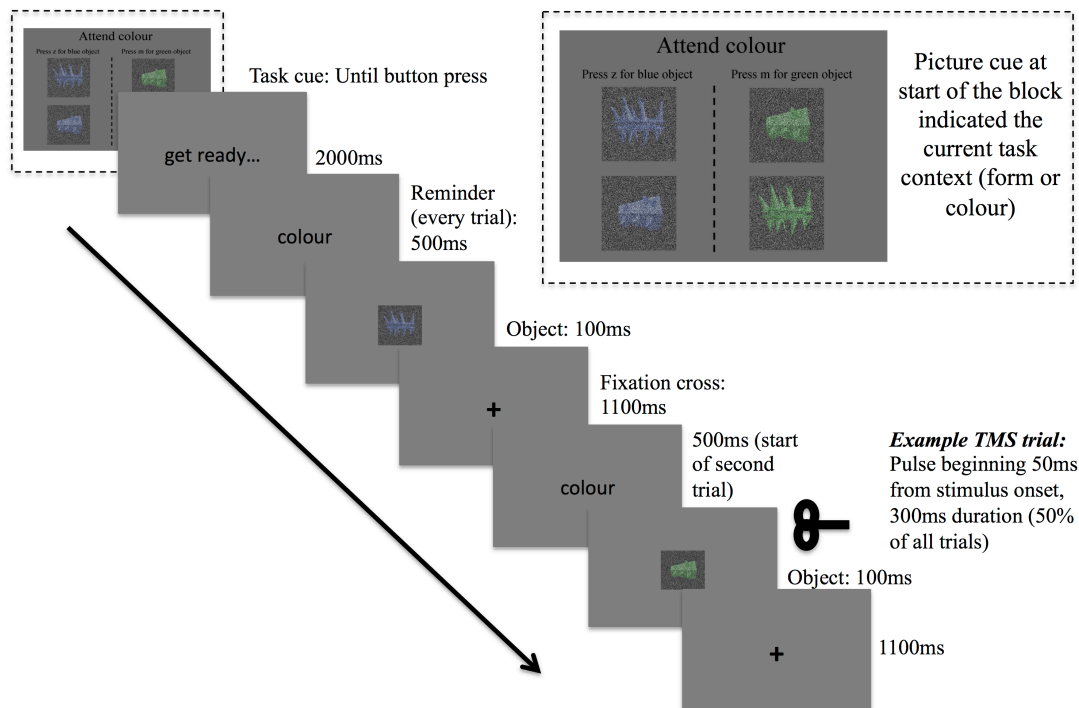 Attend colour
Press z for blue object Press m for green object
Task cue: Until button press
get ready...
2000ms
Reminder
(every trial):
500ms
colour
Object: 100ms
Fixation cross:
1100ms
+
500ms (start
of second
trial)
colour
Object: 100ms
+
1100ms
Attend colour
Press z for blue object Press m for green object
Picture cue at
start of the block
indicated the
current task
context (form or
colour)
Example TMS trial:
Pulse beginning 50ms
from stimulus onset,
300ms duration (50%
of all trials)